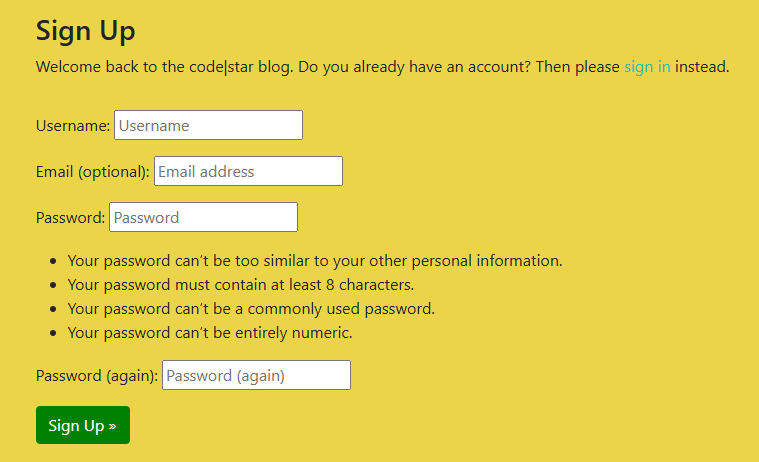 Sign Up
Welcome back to the code|star blog. Do you already have an account? Then please sign in instead.
Username: Username
Email (optional): Email address
Password: Password
• Your password can’t be too similar to your other personal information.
• Your password must contain at least 8 characters.
• Your password can’t be a commonly used password.
• Your password can’t be entirely numeric.
Password (again): Password (again)
Sign Up »